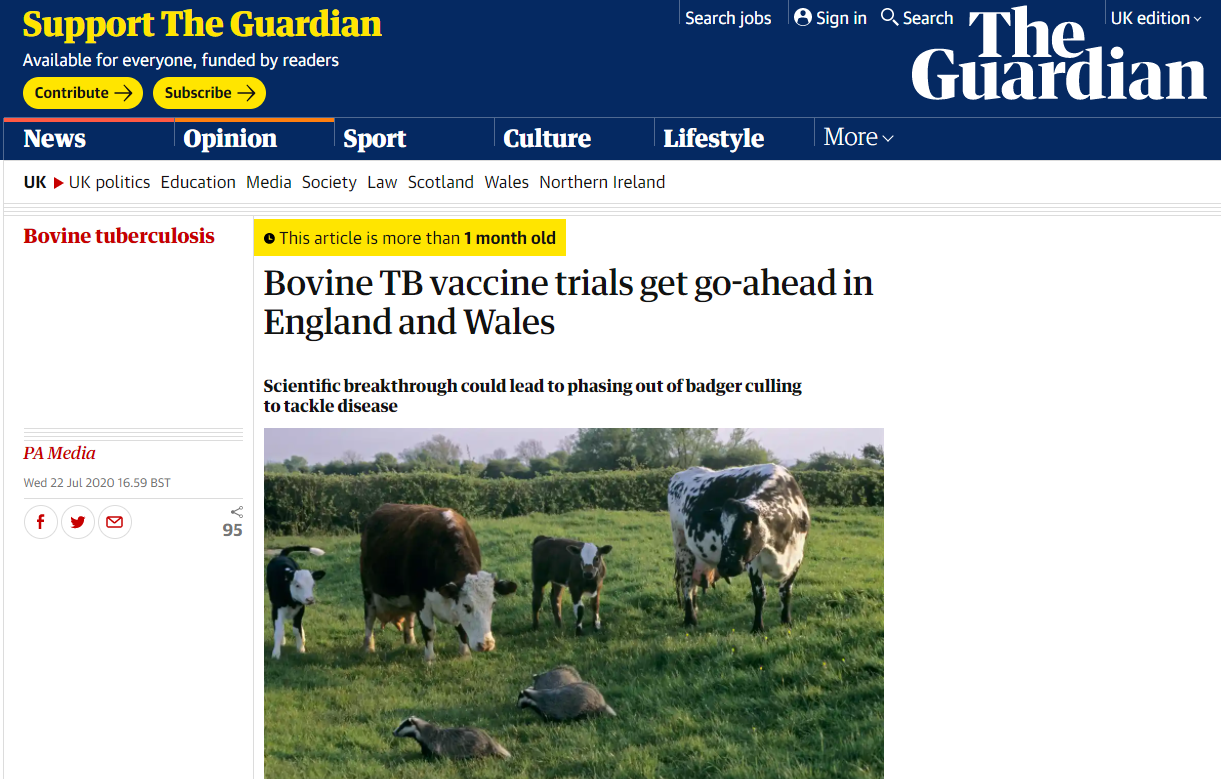 Support The Guardian
Available for everyone, funded by readers
Contribute
Subscribe
Search jobs
Sign in
Search
UK edition
The
Guardian
News
Opinion
Sport
Culture
Lifestyle
More
UK
UK politics
Education
Media
Society
Law
Scotland
Wales
Northern Ireland
Bovine tuberculosis
This article is more than 1 month old
Bovine TB vaccine trials get go-ahead in
England and Wales
Scientific breakthrough could lead to phasing out of badger culling
to tackle disease
PA Media
Wed 22 Jul 2020 16.59 BST
95